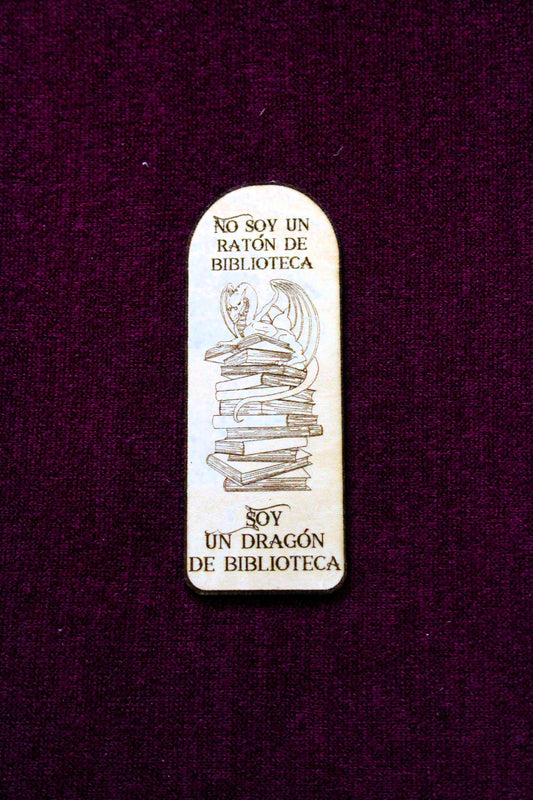 NO SOY UN
RATÓN DE
BIBLIOTECA
SOY
UN DRAGÓN
DE BIBLIOTECA